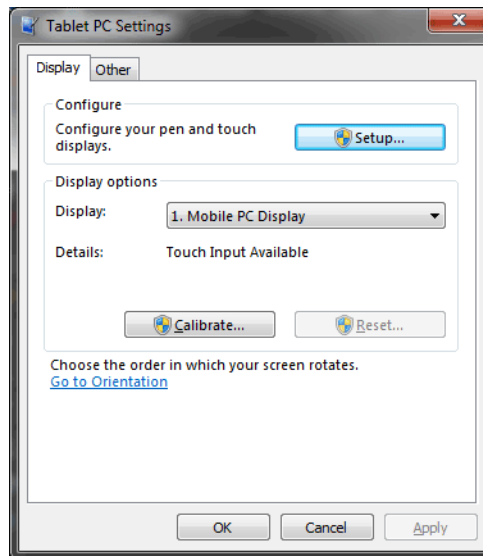 Tablet PC Settings
Display Other
Configure
Configure your pen and touch
displays.
Setup...
Display options
Display: 1. Mobile PC Display
Details: Touch Input Available
Calibrate... Reset...
Choose the order in which your screen rotates.
Go to Orientation
OK Cancel Apply